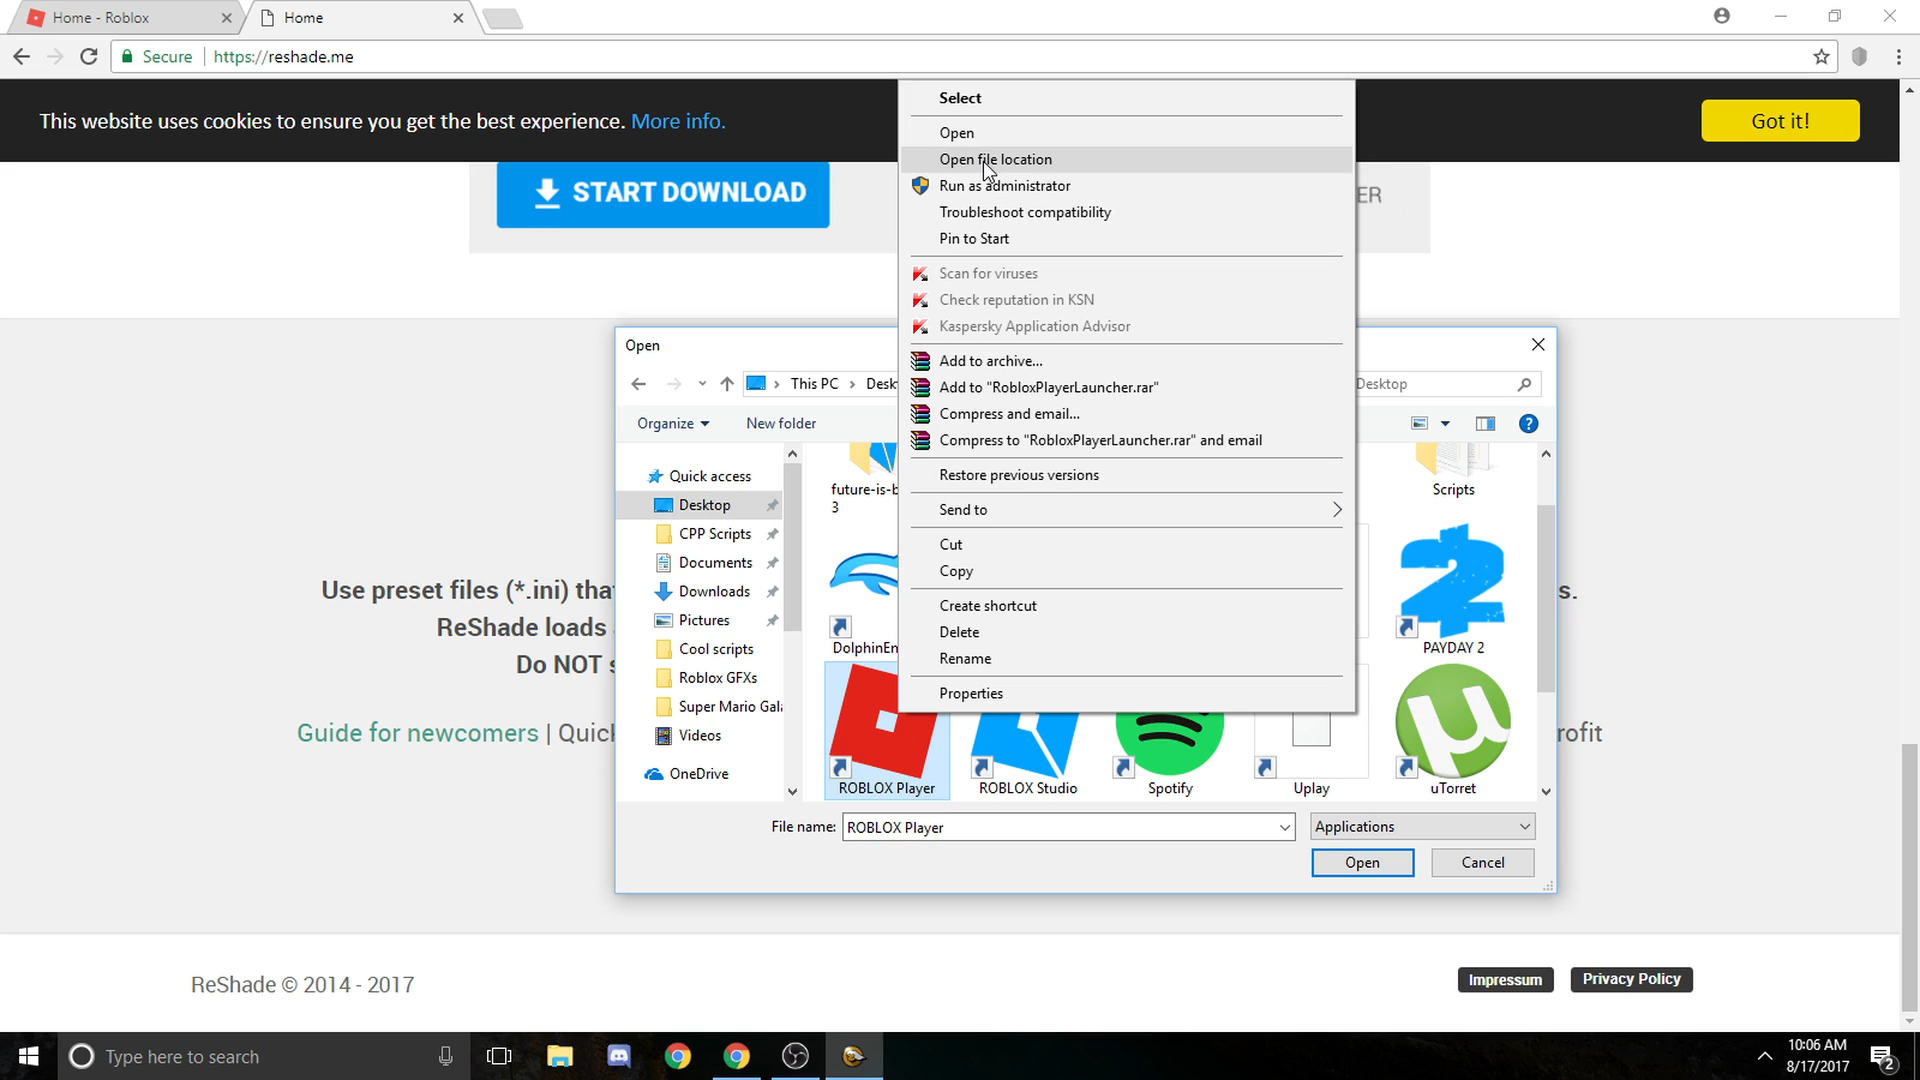 Home - Roblox
Home
Secure
https://reshade.me
This website uses cookies to ensure you get the best experience. More info.
Got it!
START DOWNLOAD
ER
Select
Open
Open file location
Run as administrator
Troubleshoot compatibility
Pin to Start
Scan for viruses
Check reputation in KSN
Kaspersky Application Advisor
Add to archive...
Add to "RobloxPlayerLauncher.rar"
Compress and email...
Compress to "RobloxPlayerLauncher.rar" and email
Restore previous versions
Send to
Cut
Copy
Create shortcut
Delete
Rename
Properties
Open
This PC
Desk
Desktop
Organize
New folder
Quick access
Desktop
CPP Scripts
Documents
Downloads
Pictures
Cool scripts
Roblox GFXs
Super Mario Gal
Videos
OneDrive
future-is-b
3
Scripts
DolphinEn
PAYDAY 2
ROBLOX Player
ROBLOX Studio
Spotify
Uplay
uTorret
File name:
ROBLOX Player
Applications
Open
Cancel
Use preset files (*.ini) tha
s.
ReShade loads
Do NOT s
Guide for newcomers | Quick
rofit
ReShade © 2014 - 2017
Impressum
Privacy Policy
Type here to search
10:06 AM
8/17/2017
2